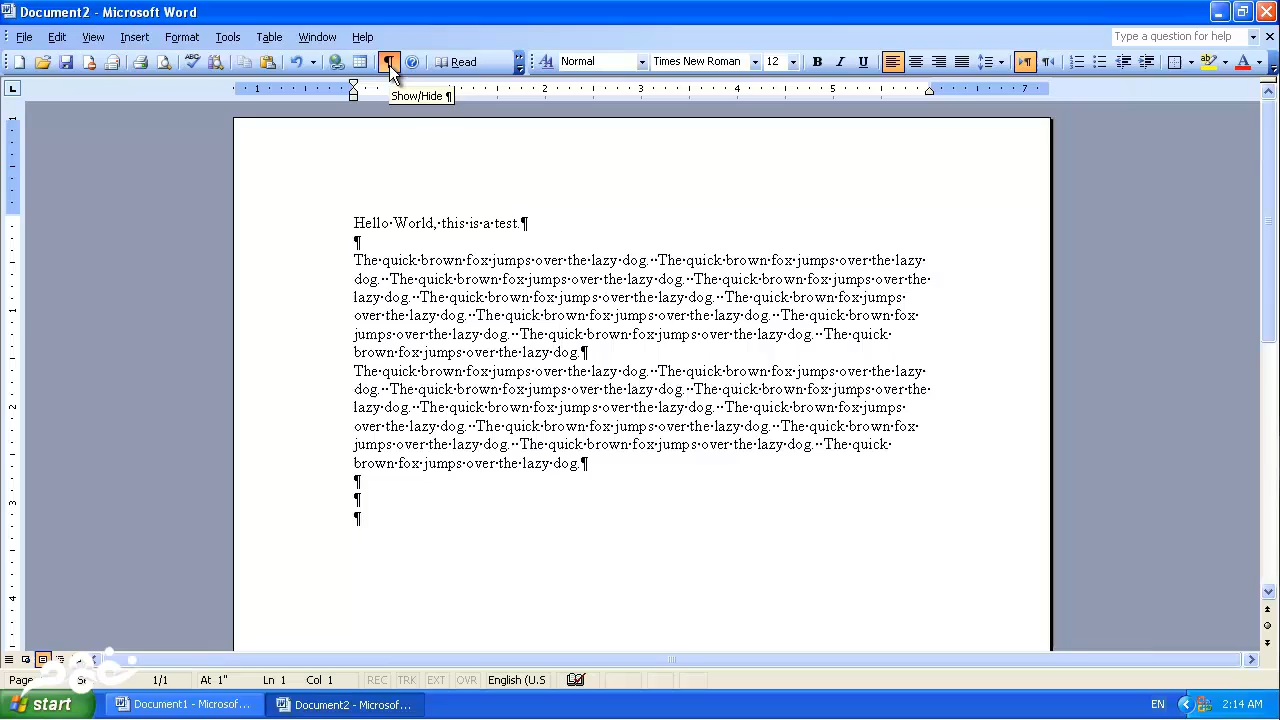 Document2 - Microsoft Word
File Edit View Insert Format Tools Table Window Help Type a question for help
¶ Read Normal Times New Roman 12 B I U
Show/Hide ¶
1 2 3 4 5 7
Hello·World,·this·is·a·test.¶
¶
The·quick·brown·fox·jumps·over·the·lazy·dog.··The·quick·brown·fox·jumps·over·the·lazy·
dog.··The·quick·brown·fox·jumps·over·the·lazy·dog.··The·quick·brown·fox·jumps·over·the·
lazy·dog.··The·quick·brown·fox·jumps·over·the·lazy·dog.··The·quick·brown·fox·jumps·
over·the·lazy·dog.··The·quick·brown·fox·jumps·over·the·lazy·dog.··The·quick·brown·fox·
jumps·over·the·lazy·dog.··The·quick·brown·fox·jumps·over·the·lazy·dog.··The·quick·
brown·fox·jumps·over·the·lazy·dog.¶
The·quick·brown·fox·jumps·over·the·lazy·dog.··The·quick·brown·fox·jumps·over·the·lazy·
dog.··The·quick·brown·fox·jumps·over·the·lazy·dog.··The·quick·brown·fox·jumps·over·the·
lazy·dog.··The·quick·brown·fox·jumps·over·the·lazy·dog.··The·quick·brown·fox·jumps·
over·the·lazy·dog.··The·quick·brown·fox·jumps·over·the·lazy·dog.··The·quick·brown·fox·
jumps·over·the·lazy·dog.··The·quick·brown·fox·jumps·over·the·lazy·dog.··The·quick·
brown·fox·jumps·over·the·lazy·dog.¶
¶
¶
¶
Page 1/1 At 1" Ln 1 Col 1 REC TRK EXT OVR English (U.S
start Document1 - Microsof... Document2 - Microsof... EN 2:14 AM